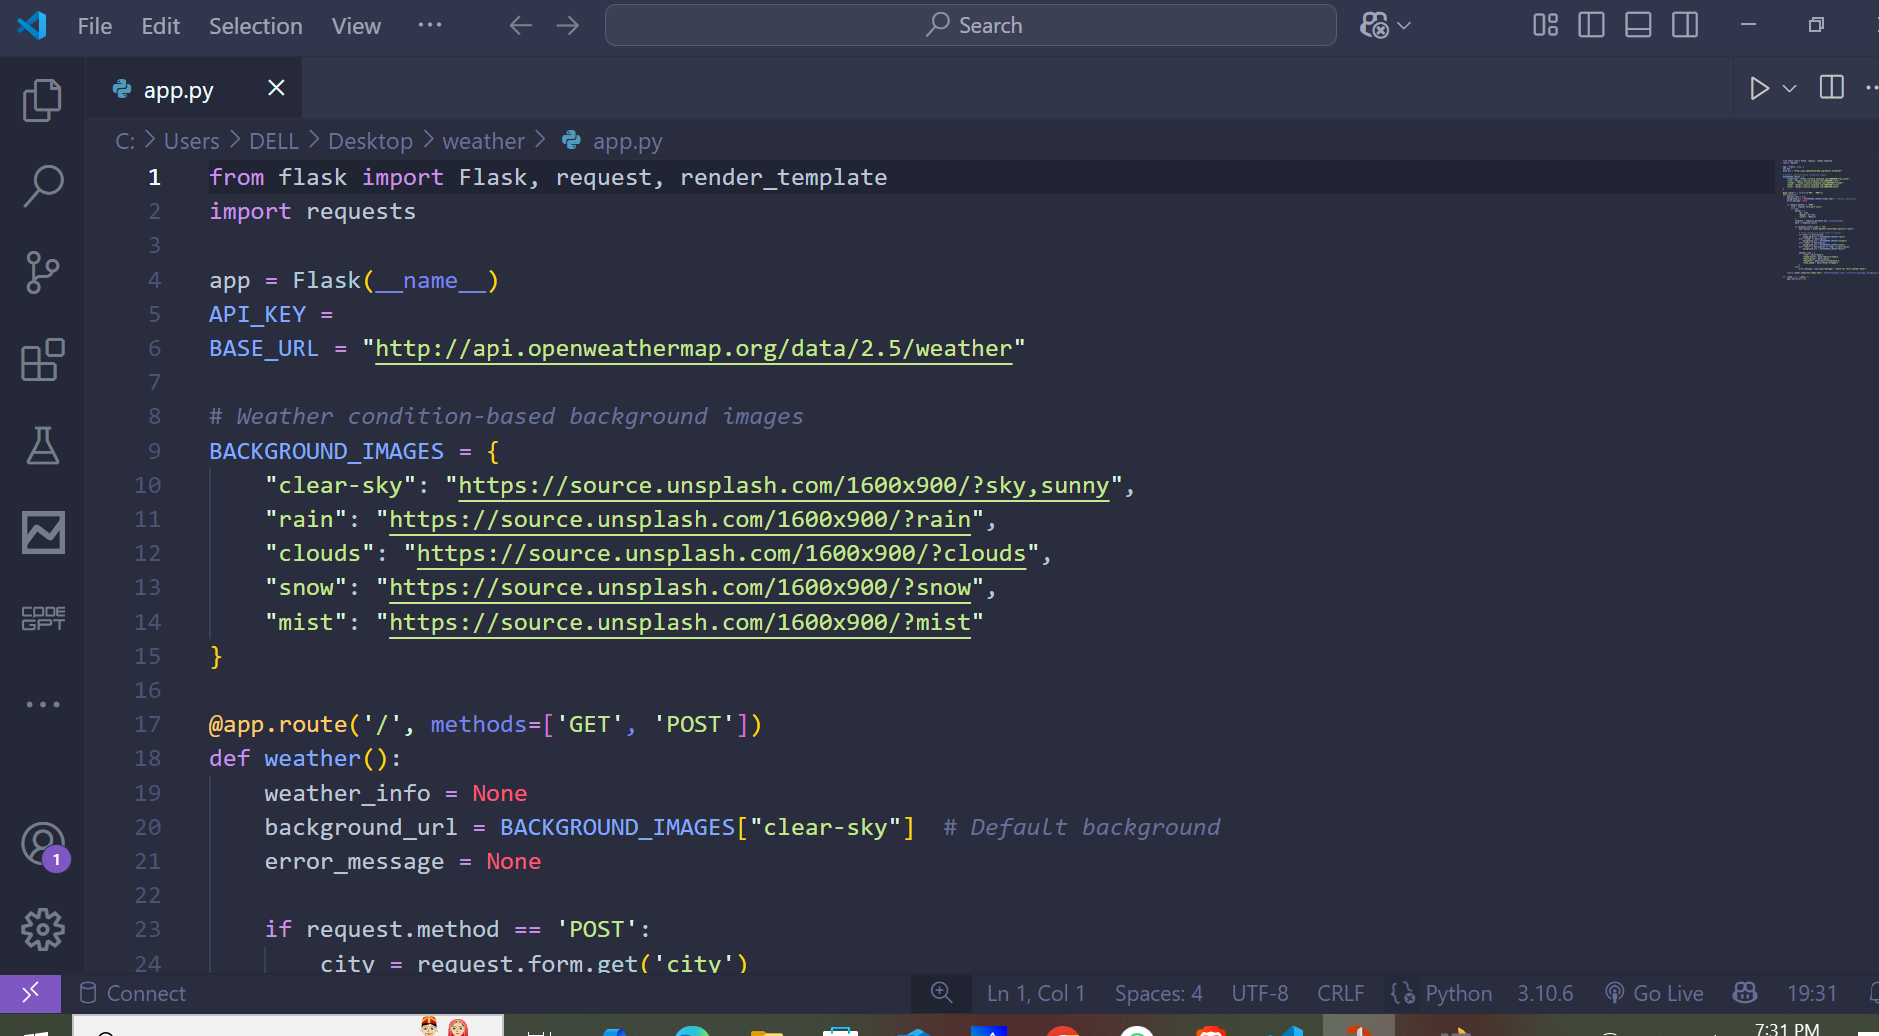 File Edit Selection View ··· Search
app.py
C: > Users > DELL > Desktop > weather > app.py
1 from flask import Flask, request, render_template
2 import requests
3
4 app = Flask(__name__)
5 API_KEY =
6 BASE_URL = "http://api.openweathermap.org/data/2.5/weather"
7
8 # Weather condition-based background images
9 BACKGROUND_IMAGES = {
10 "clear-sky": "https://source.unsplash.com/1600x900/?sky,sunny",
11 "rain": "https://source.unsplash.com/1600x900/?rain",
12 "clouds": "https://source.unsplash.com/1600x900/?clouds",
13 "snow": "https://source.unsplash.com/1600x900/?snow",
14 "mist": "https://source.unsplash.com/1600x900/?mist"
15 }
16
17 @app.route('/', methods=['GET', 'POST'])
18 def weather():
19 weather_info = None
20 background_url = BACKGROUND_IMAGES["clear-sky"] # Default background
21 error_message = None
22
23 if request.method == 'POST':
24 city = request.form.get('city')
CODE
GPT
1
Connect Ln 1, Col 1 Spaces: 4 UTF-8 CRLF Python 3.10.6 Go Live 19:31
7:31 PM